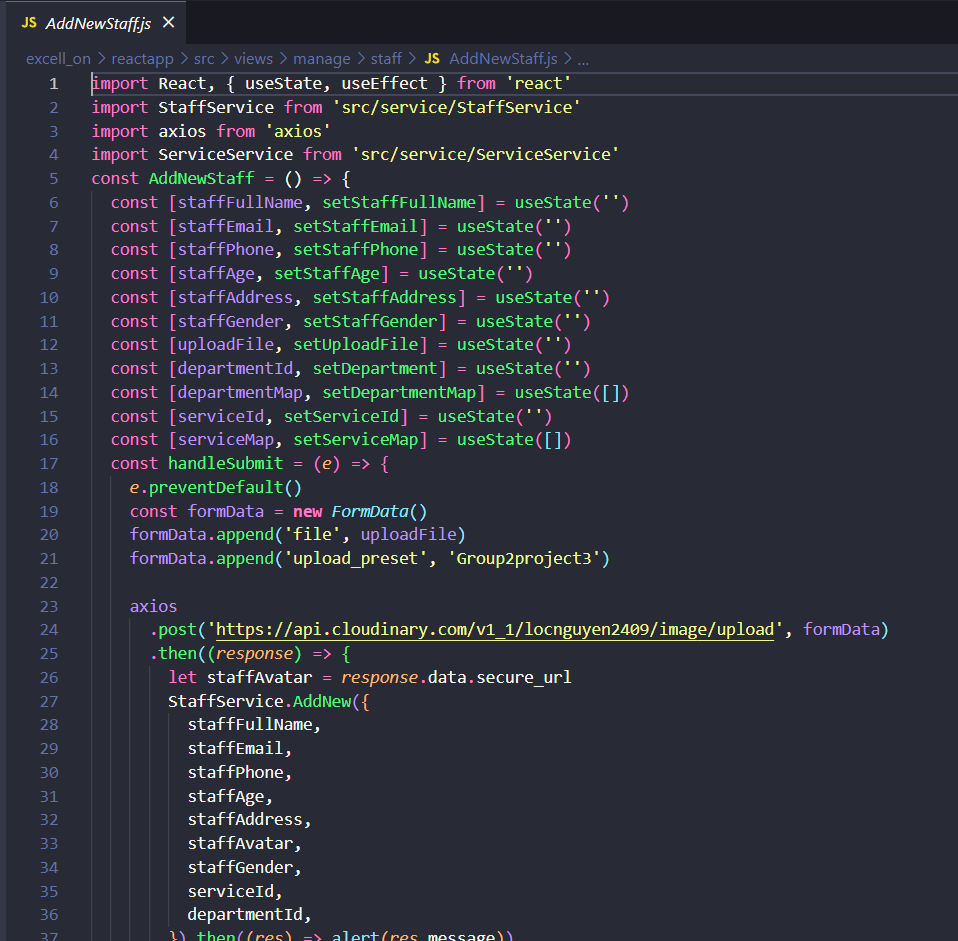 JS AddNewStaff.js ×
excell_on > reactapp > src > views > manage > staff > JS AddNewStaff.js > ...
1 import React, { useState, useEffect } from 'react'
2 import StaffService from 'src/service/StaffService'
3 import axios from 'axios'
4 import ServiceService from 'src/service/ServiceService'
5 const AddNewStaff = () => {
6 const [staffFullName, setStaffFullName] = useState('')
7 const [staffEmail, setStaffEmail] = useState('')
8 const [staffPhone, setStaffPhone] = useState('')
9 const [staffAge, setStaffAge] = useState('')
10 const [staffAddress, setStaffAddress] = useState('')
11 const [staffGender, setStaffGender] = useState('')
12 const [uploadFile, setUploadFile] = useState('')
13 const [departmentId, setDepartment] = useState('')
14 const [departmentMap, setDepartmentMap] = useState([])
15 const [serviceId, setServiceId] = useState('')
16 const [serviceMap, setServiceMap] = useState([])
17 const handleSubmit = (e) => {
18 e.preventDefault()
19 const formData = new FormData()
20 formData.append('file', uploadFile)
21 formData.append('upload_preset', 'Group2project3')
22
23 axios
24 .post('https://api.cloudinary.com/v1_1/locnguyen2409/image/upload', formData)
25 .then((response) => {
26 let staffAvatar = response.data.secure_url
27 StaffService.AddNew({
28 staffFullName,
29 staffEmail,
30 staffPhone,
31 staffAge,
32 staffAddress,
33 staffAvatar,
34 staffGender,
35 serviceId,
36 departmentId,
37 }).then((res) => alert(res.message))